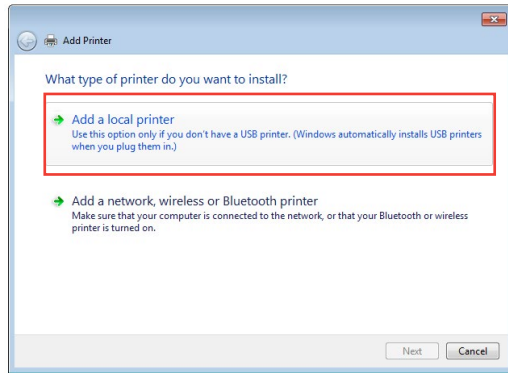 Add Printer
What type of printer do you want to install?
Add a local printer
Use this option only if you don't have a USB printer. (Windows automatically installs USB printers
when you plug them in.)
Add a network, wireless or Bluetooth printer
Make sure that your computer is connected to the network, or that your Bluetooth or wireless
printer is turned on.
Next Cancel